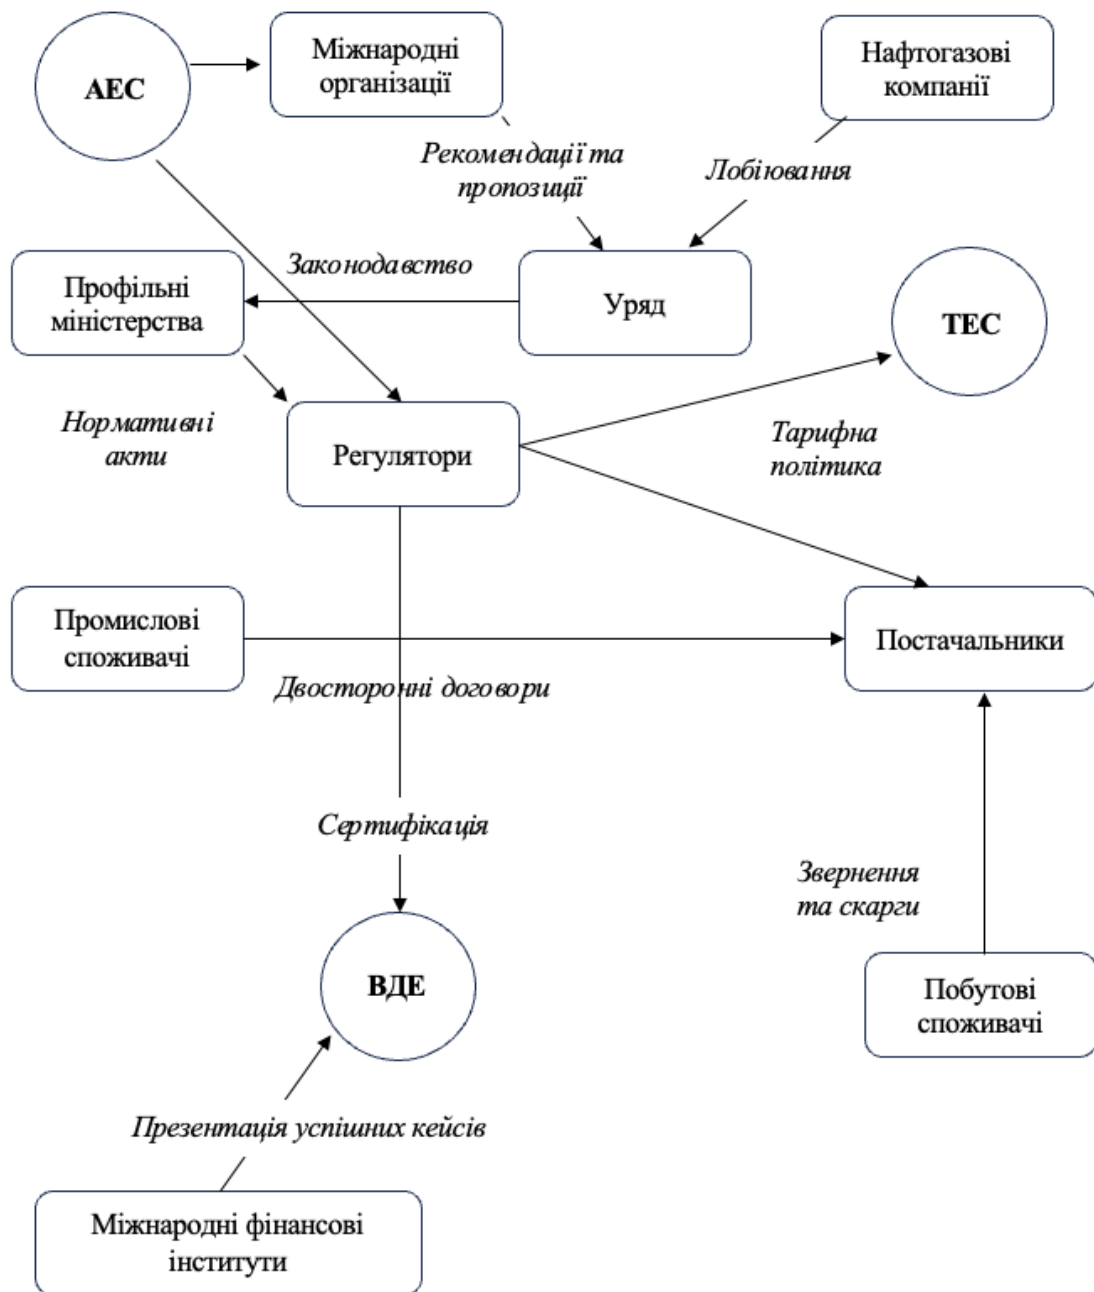 АЕС
Міжнародні
організації
Нафтогазові
компанії
Рекомендації та
пропозиції
Лобіювання
Законодавство
Профільні
міністерства
Уряд
ТЕС
Нормативні
акти
Регулятори
Тарифна
політика
Промислові
споживачі
Постачальники
Двосторонні договори
Сертифікація
Звернення
та скарги
ВДЕ
Побутові
споживачі
Презентація успішних кейсів
Міжнародні фінансові
інститути